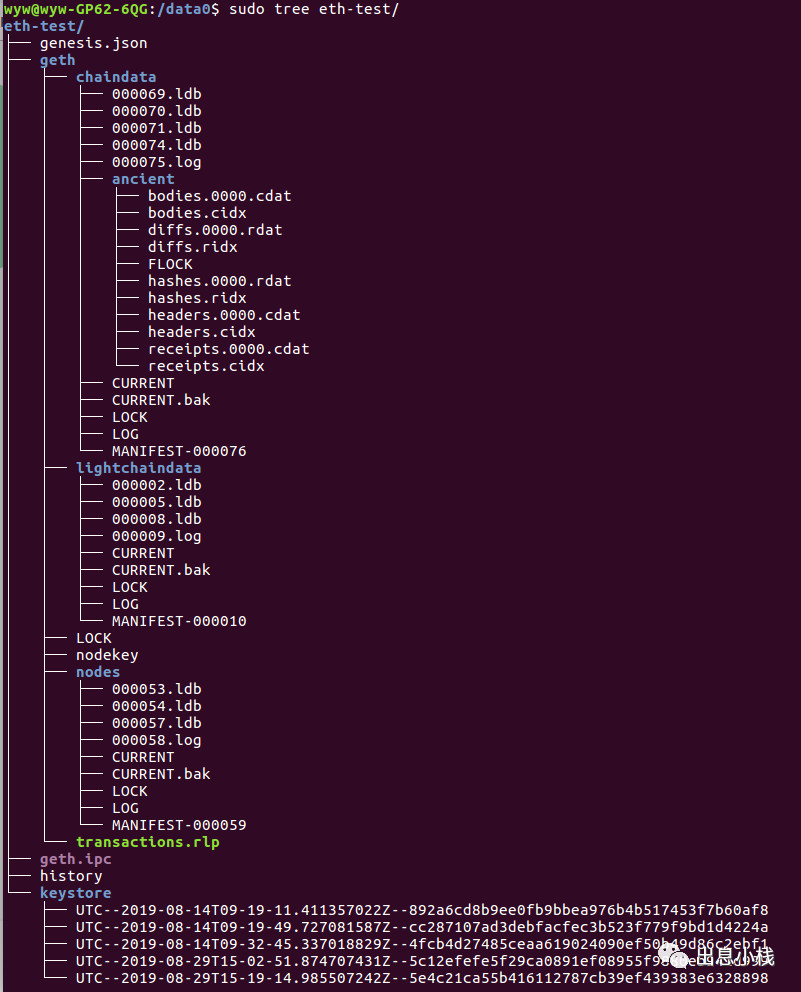 wyw@wyw-GP62-6QG:/data0$ sudo tree eth-test/
eth-test/
├── genesis.json
├── geth
│   ├── chaindata
│   │   ├── 000069.ldb
│   │   ├── 000070.ldb
│   │   ├── 000071.ldb
│   │   ├── 000074.ldb
│   │   ├── 000075.log
│   │   ├── ancient
│   │   │   ├── bodies.0000.cdat
│   │   │   ├── bodies.cidx
│   │   │   ├── diffs.0000.rdat
│   │   │   ├── diffs.ridx
│   │   │   ├── FLOCK
│   │   │   ├── hashes.0000.rdat
│   │   │   ├── hashes.ridx
│   │   │   ├── headers.0000.cdat
│   │   │   ├── headers.cidx
│   │   │   ├── receipts.0000.cdat
│   │   │   └── receipts.cidx
│   │   ├── CURRENT
│   │   ├── CURRENT.bak
│   │   ├── LOCK
│   │   ├── LOG
│   │   └── MANIFEST-000076
│   ├── lightchaindata
│   │   ├── 000002.ldb
│   │   ├── 000005.ldb
│   │   ├── 000008.ldb
│   │   ├── 000009.log
│   │   ├── CURRENT
│   │   ├── CURRENT.bak
│   │   ├── LOCK
│   │   ├── LOG
│   │   └── MANIFEST-000010
│   ├── LOCK
│   ├── nodekey
│   ├── nodes
│   │   ├── 000053.ldb
│   │   ├── 000054.ldb
│   │   ├── 000057.ldb
│   │   ├── 000058.log
│   │   ├── CURRENT
│   │   ├── CURRENT.bak
│   │   ├── LOCK
│   │   ├── LOG
│   │   └── MANIFEST-000059
│   └── transactions.rlp
├── geth.ipc
├── history
└── keystore
    ├── UTC--2019-08-14T09-19-11.411357022Z--892a6cd8b9ee0fb9bbea976b4b517453f7b60af8
    ├── UTC--2019-08-14T09-19-49.727081587Z--cc287107ad3debfacfec3b523f779f9bd1d4224a
    ├── UTC--2019-08-14T09-32-45.337018829Z--4fcb4d27485ceaa619024090ef50b49d86c2ebf1
    ├── UTC--2019-08-29T15-02-51.874707431Z--
    └── UTC--2019-08-29T15-19-14.985507242Z--5e4c21ca55b416112787cb39ef439383e6328898
出息小栈